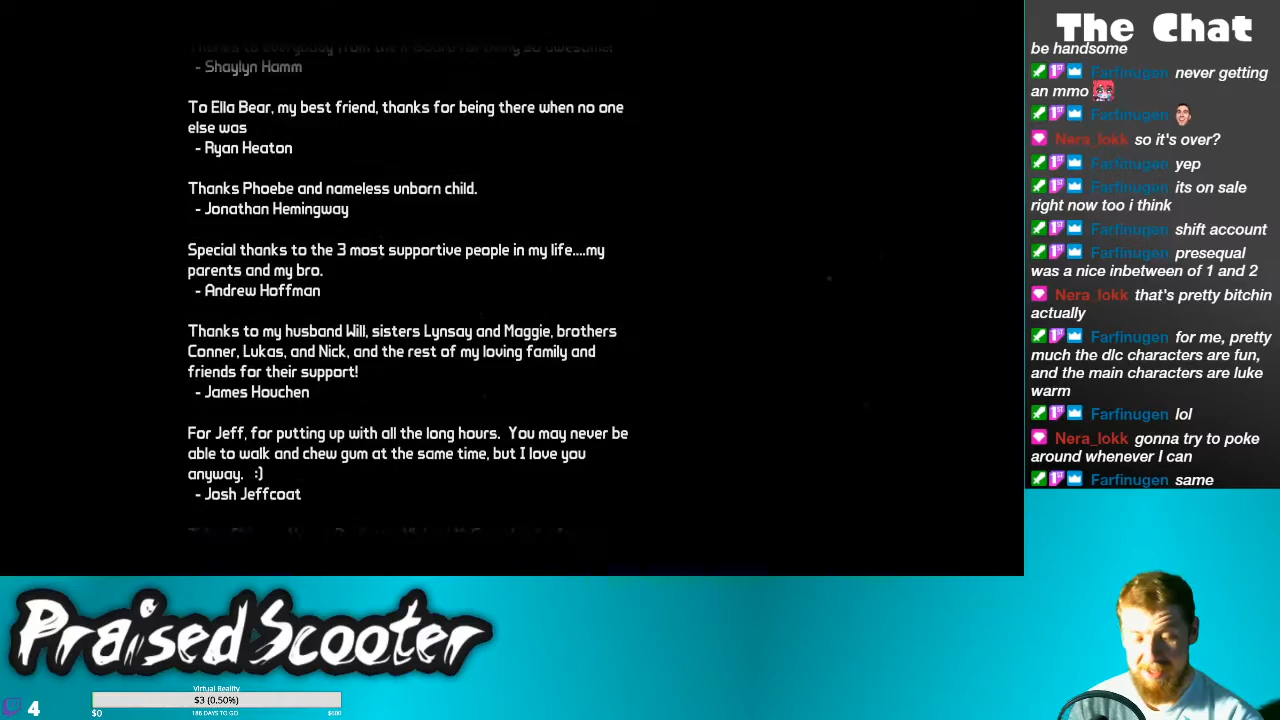 Thanks to everybody from the
being so awesome!
- Shaylyn Hamm
To Ella Bear, my best friend, thanks for being there when no one
else was
- Ryan Heaton
Thanks Phoebe and nameless unborn child.
- Jonathan Hemingway
Special thanks to the 3 most supportive people in my life....my
parents and my bro.
- Andrew Hoffman
Thanks to my husband Will, sisters Lynsay and Maggie, brothers
Conner, Lukas, and Nick, and the rest of my loving family and
friends for their support!
- James Houchen
For Jeff, for putting up with all the long hours.  You may never be
able to walk and chew gum at the same time, but I love you
anyway.  :)
- Josh Jeffcoat
The Chat
be handsome
Farfinugen never getting
an mmo
Farfinugen
Nera_lokk so it's over?
Farfinugen yep
Farfinugen its on sale
right now too i think
Farfinugen shift account
Farfinugen presequal
was a nice inbetween of 1 and 2
Nera_lokk that's pretty bitchin
actually
Farfinugen for me, pretty
much the dlc characters are fun,
and the main characters are luke
warm
Farfinugen lol
Nera_lokk gonna try to poke
around whenever I can
Farfinugen same
Praised Scooter
4
Virtual Reality
$3 (0.50%)
$0
186 DAYS TO GO
$600